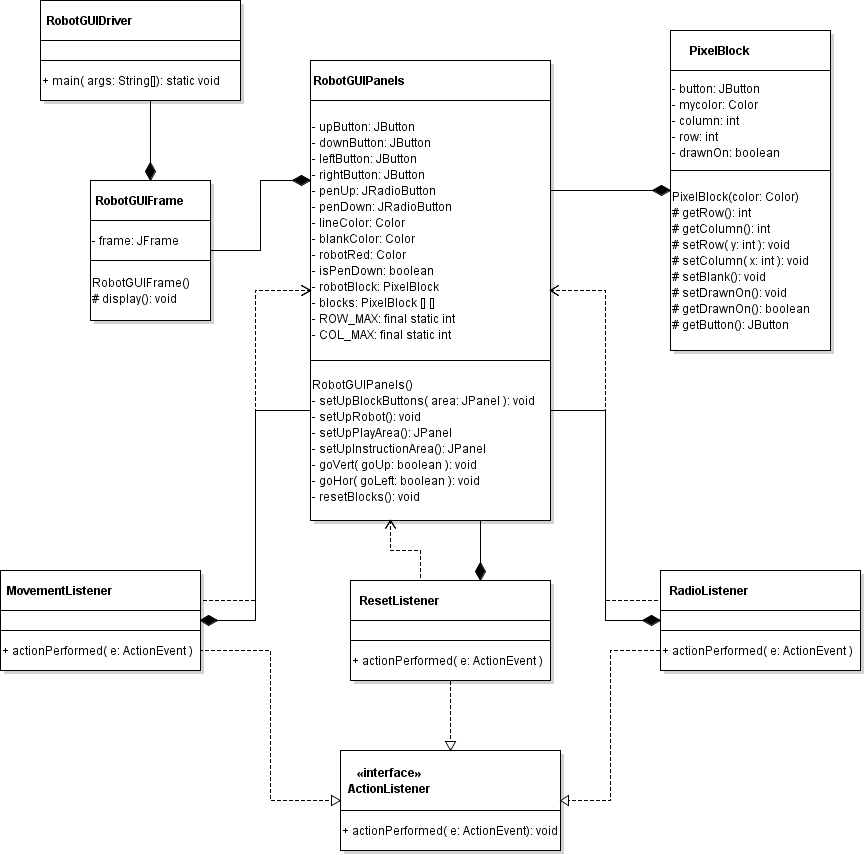 RobotGUIDriver
+ main( args: String[]): static void
RobotGUIFrame
- frame: JFrame
RobotGUIFrame()
# display(): void
RobotGUIPanels
- upButton: JButton
- downButton: JButton
- leftButton: JButton
- rightButton: JButton
- penUp: JRadioButton
- penDown: JRadioButton
- lineColor: Color
- blankColor: Color
- robotRed: Color
- isPenDown: boolean
- robotBlock: PixelBlock
- blocks: PixelBlock [] []
- ROW_MAX: final static int
- COL_MAX: final static int
RobotGUIPanels()
- setUpBlockButtons( area: JPanel ): void
- setUpRobot(): void
- setUpPlayArea(): JPanel
- setUpInstructionArea(): JPanel
- goVert( goUp: boolean ): void
- goHor( goLeft: boolean ): void
- resetBlocks(): void
PixelBlock
- button: JButton
- mycolor: Color
- column: int
- row: int
- drawnOn: boolean
PixelBlock(color: Color)
# getRow(): int
# getColumn(): int
# setRow( y: int ): void
# setColumn( x: int ): void
# setBlank(): void
# setDrawnOn(): void
# getDrawnOn(): boolean
# getButton(): JButton
MovementListener
+ actionPerformed( e: ActionEvent )
ResetListener
+ actionPerformed( e: ActionEvent )
RadioListener
+ actionPerformed( e: ActionEvent )
«interface»
ActionListener
+ actionPerformed( e: ActionEvent): void